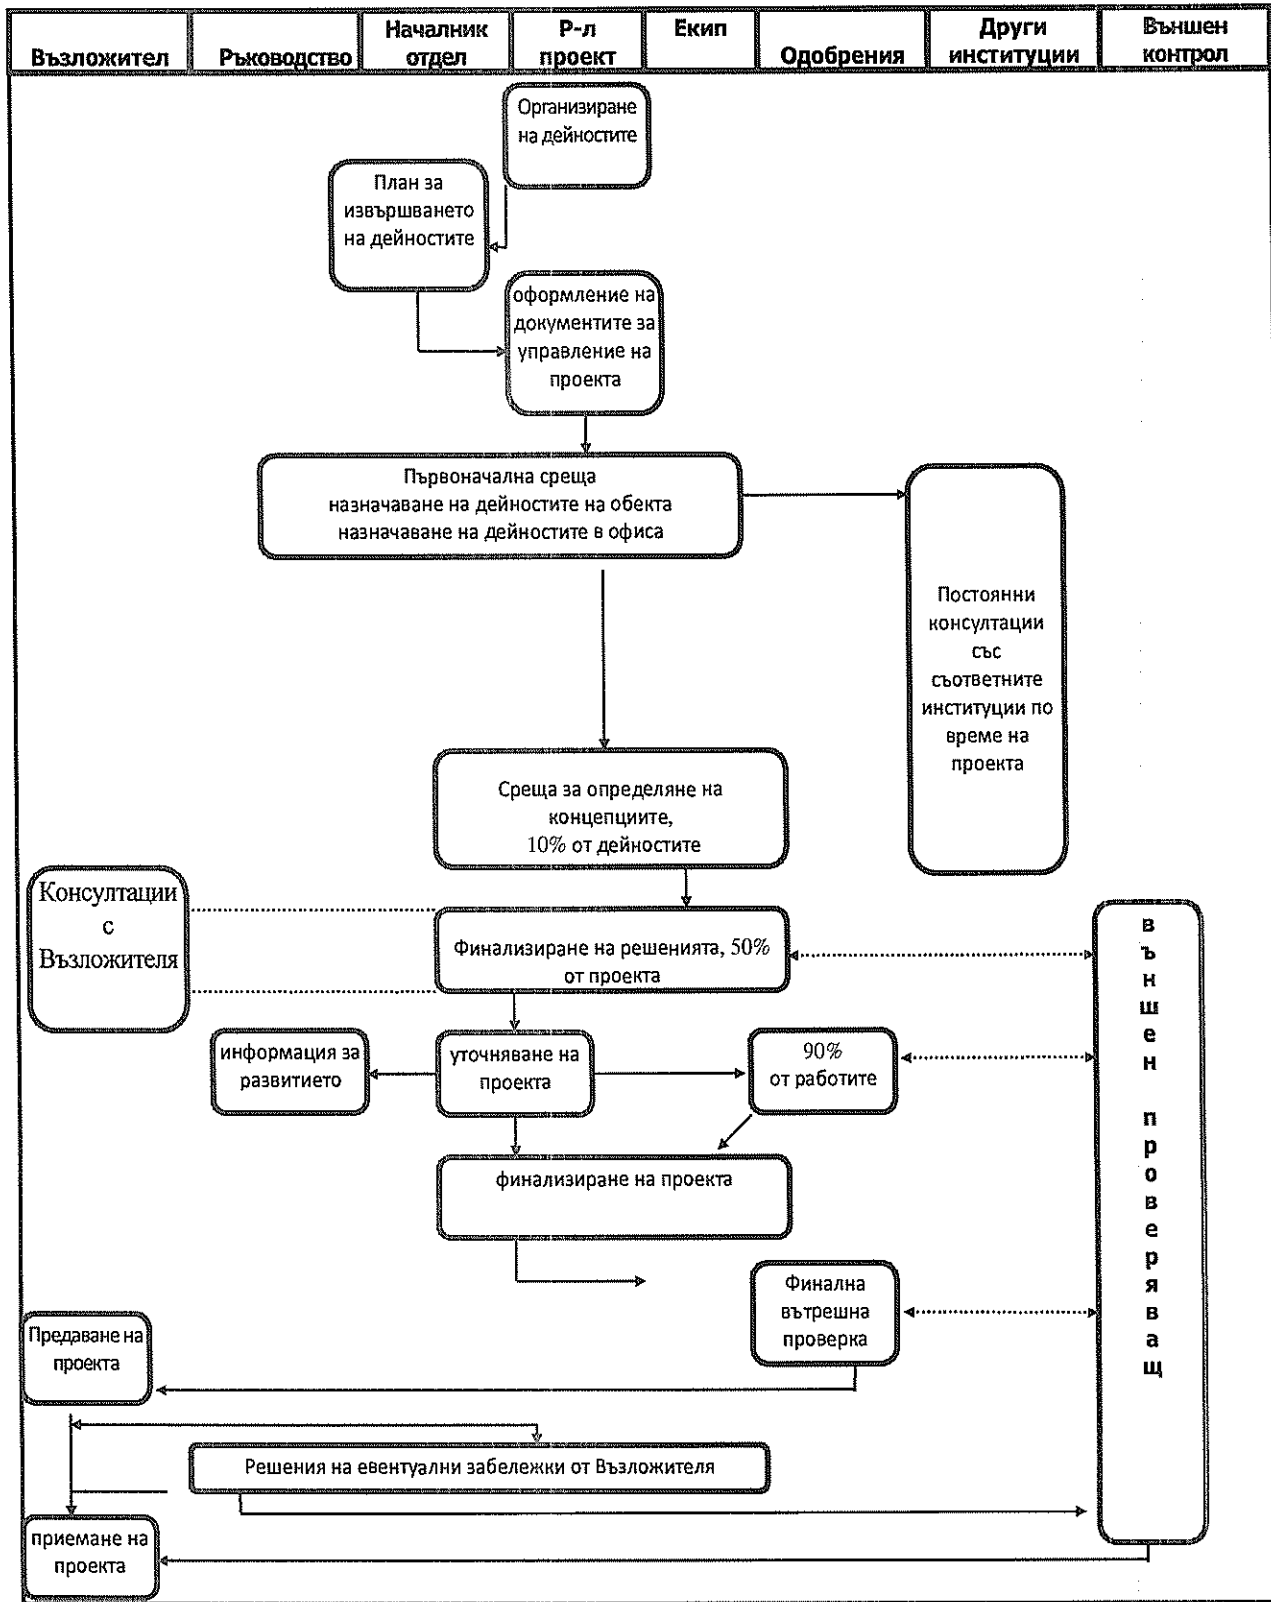 Възложител
Ръководство
Началник
отдел
Р-л
проект
Екип
Одобрения
Други
институции
Външен
контрол
Организиране
на дейностите
План за
извършването
на дейностите
оформление на
документите за
управление на
проекта
Първоначална среща
назначаване на дейностите на обекта
назначаване на дейностите в офиса
Постоянни
консултации
със
съответните
институции по
време на
проекта
Среща за определяне на
концепциите,
10% от дейностите
Консултации
с
Възложителя
Финализиране на решенията, 50%
от проекта
информация за
развитието
уточняване на
проекта
90%
от работите
финализиране на проекта
Финална
вътрешна
проверка
външен проверяващ
Предаване на
проекта
Решения на евентуални забележки от Възложителя
приемане на
проекта